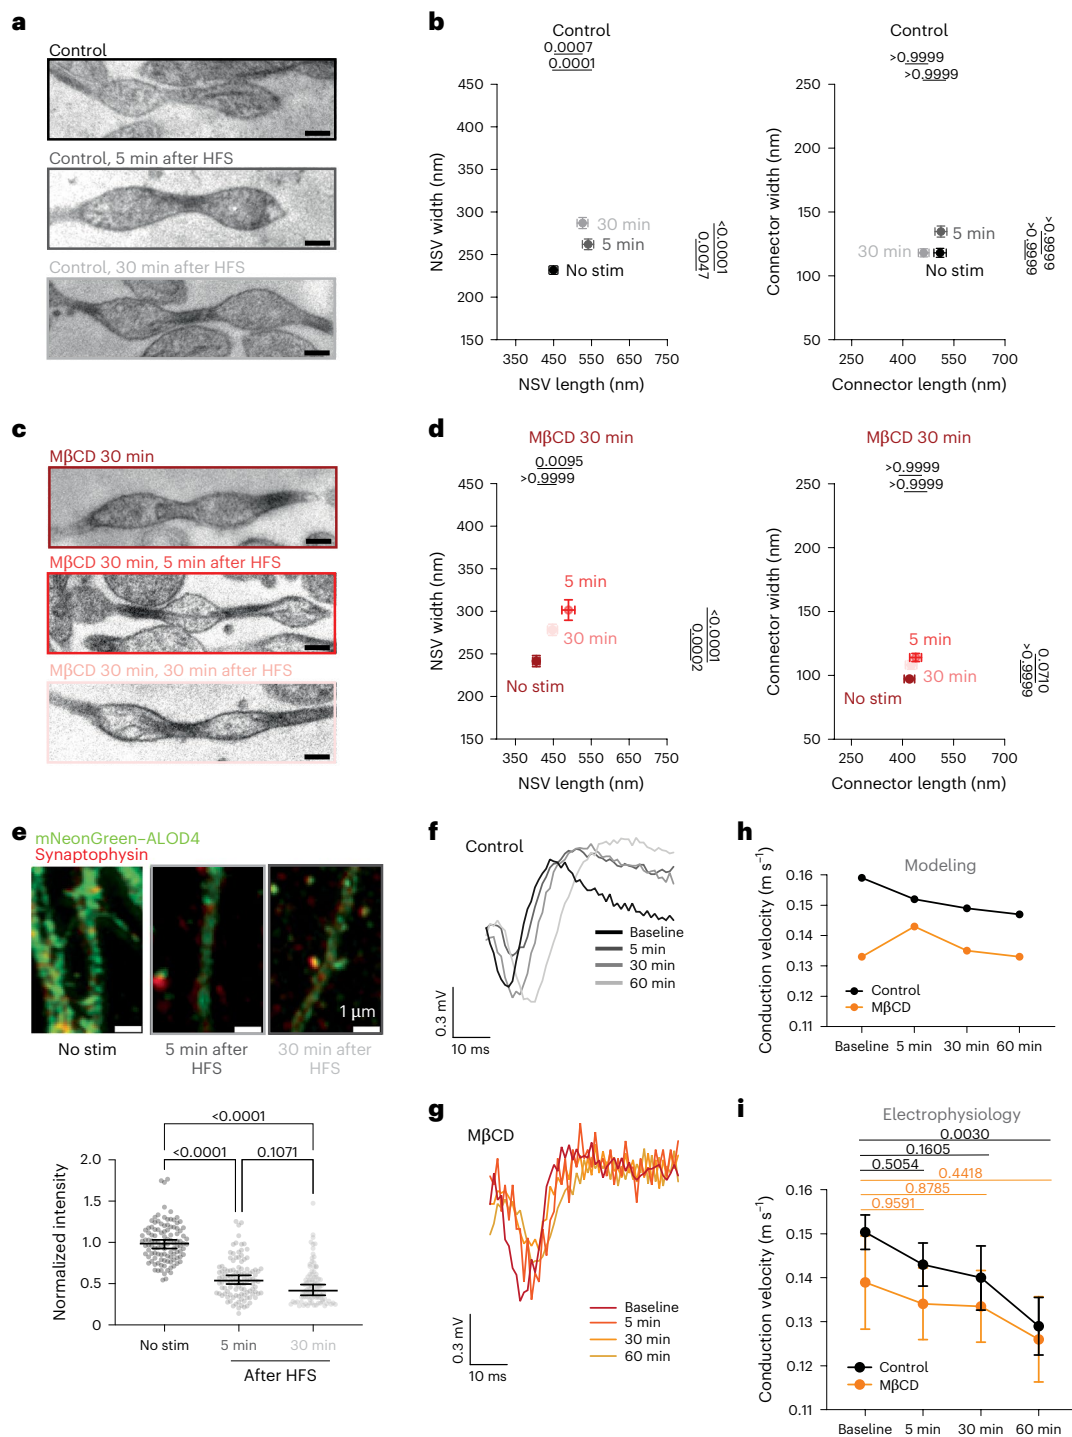 a
Control
Control, 5 min after HFS
Control, 30 min after HFS
b
Control
0.0007
0.0001
450
400
350
300
250
200
150
NSV width (nm)
30 min
5 min
No stim
<0.0001
0.0047
350 450 550 650 750
NSV length (nm)
Control
>0.9999
>0.9999
250
200
150
100
50
Connector width (nm)
5 min
30 min
No stim
>0.9999
>0.9999
250 400 550 700
Connector length (nm)
c
MβCD 30 min
MβCD 30 min, 5 min after HFS
MβCD 30 min, 30 min after HFS
d
MβCD 30 min
0.0095
>0.9999
450
400
350
300
250
200
150
NSV width (nm)
5 min
30 min
No stim
<0.0001
0.0002
350 450 550 650 750
NSV length (nm)
MβCD 30 min
>0.9999
>0.9999
250
200
150
100
50
Connector width (nm)
5 min
30 min
No stim
0.0710
>0.9999
250 400 550 700
Connector length (nm)
e
mNeonGreen–ALOD4
Synaptophysin
1 µm
No stim
5 min after
HFS
30 min after
HFS
<0.0001
<0.0001 0.1071
2.0
1.5
1.0
0.5
0
Normalized intensity
No stim 5 min 30 min
After HFS
f
Control
Baseline
5 min
30 min
60 min
0.3 mV
10 ms
g
MβCD
Baseline
5 min
30 min
60 min
0.3 mV
10 ms
h
Modeling
0.16
0.15
0.14
0.13
0.12
0.11
Conduction velocity (m s⁻¹)
Control
MβCD
Baseline 5 min 30 min 60 min
i
Electrophysiology
0.0030
0.1605
0.5054
0.4418
0.8785
0.9591
0.16
0.15
0.14
0.13
0.12
0.11
Conduction velocity (m s⁻¹)
Control
MβCD
Baseline 5 min 30 min 60 min